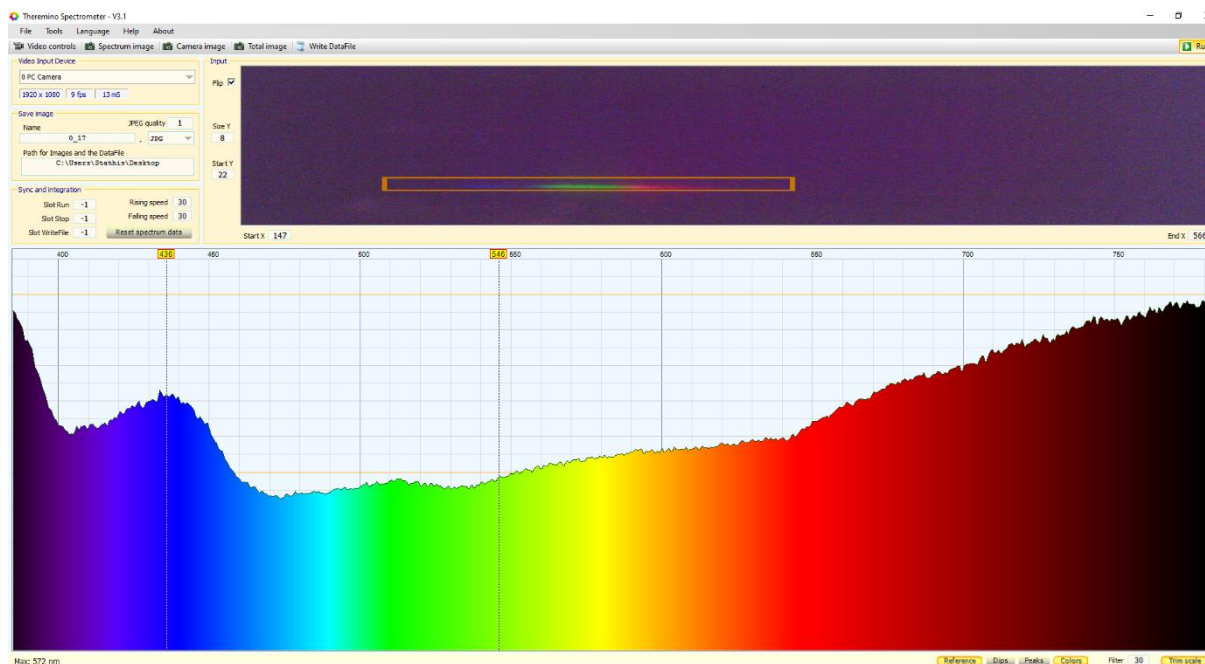 Theremino Spectrometer - V3.1
File Tools Language Help About
Video controls Spectrum image Camera image Total image Write DataFile Ru
Video Input Device
0 PC Camera
1920 x 1080 9 fps 13 mS
Save image
Name JPEG quality 1
0_17 . JPG
Path for Images and the DataFile
C:\Users\Stathis\Desktop
Sync and integration
Slot Run -1 Rising speed 30
Slot Stop -1 Falling speed 30
Slot WriteFile -1 Reset spectrum data
Input
Flip
Size Y
8
Start Y
22
Start X 147 End X 566
400 436 450 500 546 550 600 650 700 750
Max: 572 nm Reference Dips Peaks Colors Filter 30 Trim scale